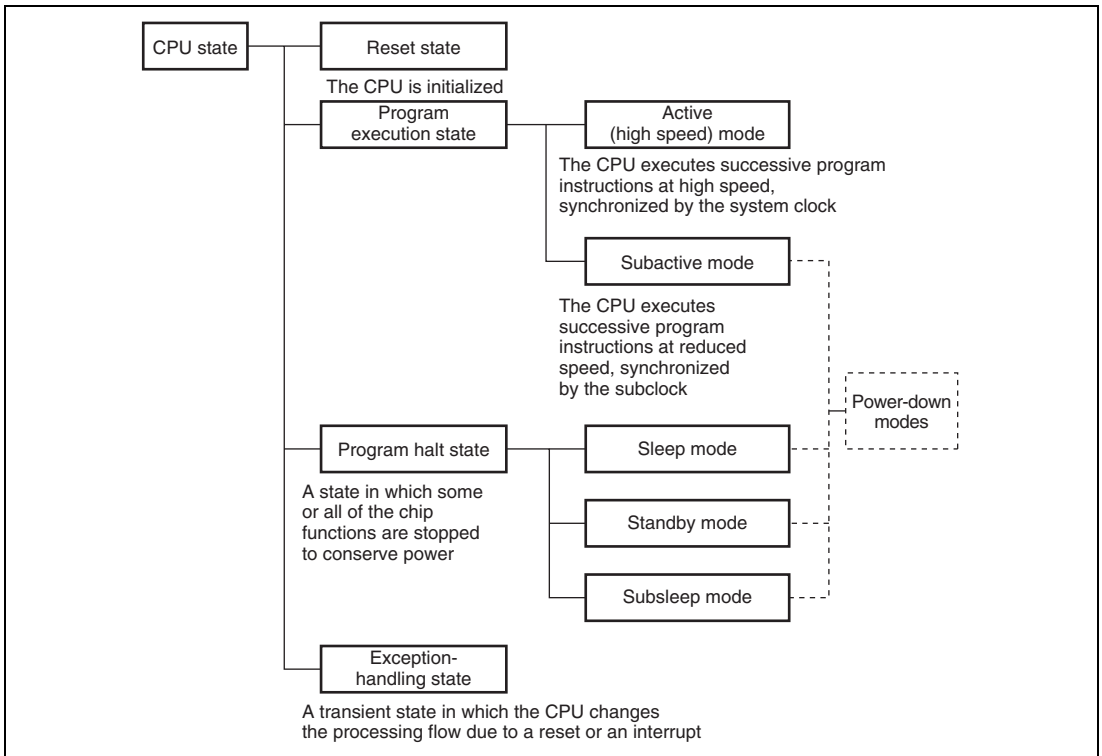 CPU state
Reset state
The CPU is initialized
Program
execution state
Active
(high speed) mode
The CPU executes successive program
instructions at high speed,
synchronized by the system clock
Subactive mode
The CPU executes
successive program
instructions at reduced
speed, synchronized
by the subclock
Power-down
modes
Program halt state
A state in which some
or all of the chip
functions are stopped
to conserve power
Sleep mode
Standby mode
Subsleep mode
Exception-
handling state
A transient state in which the CPU changes
the processing flow due to a reset or an interrupt